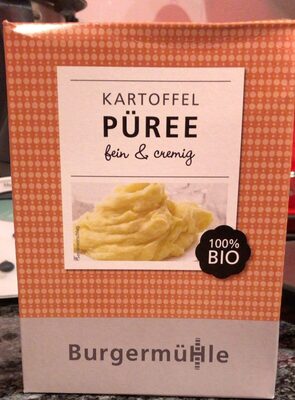 KARTOFFEL
PÜREE
fein & cremig
100%
BIO
Burgermühle